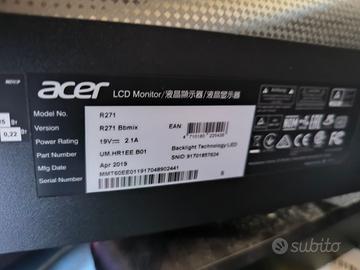 acer LCD Monitor/液晶顯示器/液晶显示器
Model No. R271
Version R271 Bbmix EAN:
Power Rating 19V 2.1A
Part Number UM.HR1EE.B01 Backlight Technology:LED
Mfg Date Apr 2019 SNID:
Serial Number
0,22
subito